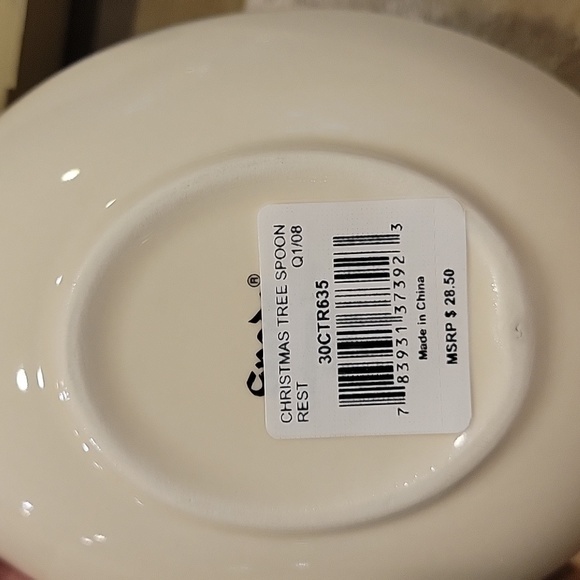 CHRISTMAS TREE SPOON
REST Q1/08
30CTR635
7 83931 37392 3
Made in China
MSRP $ 28.50
®